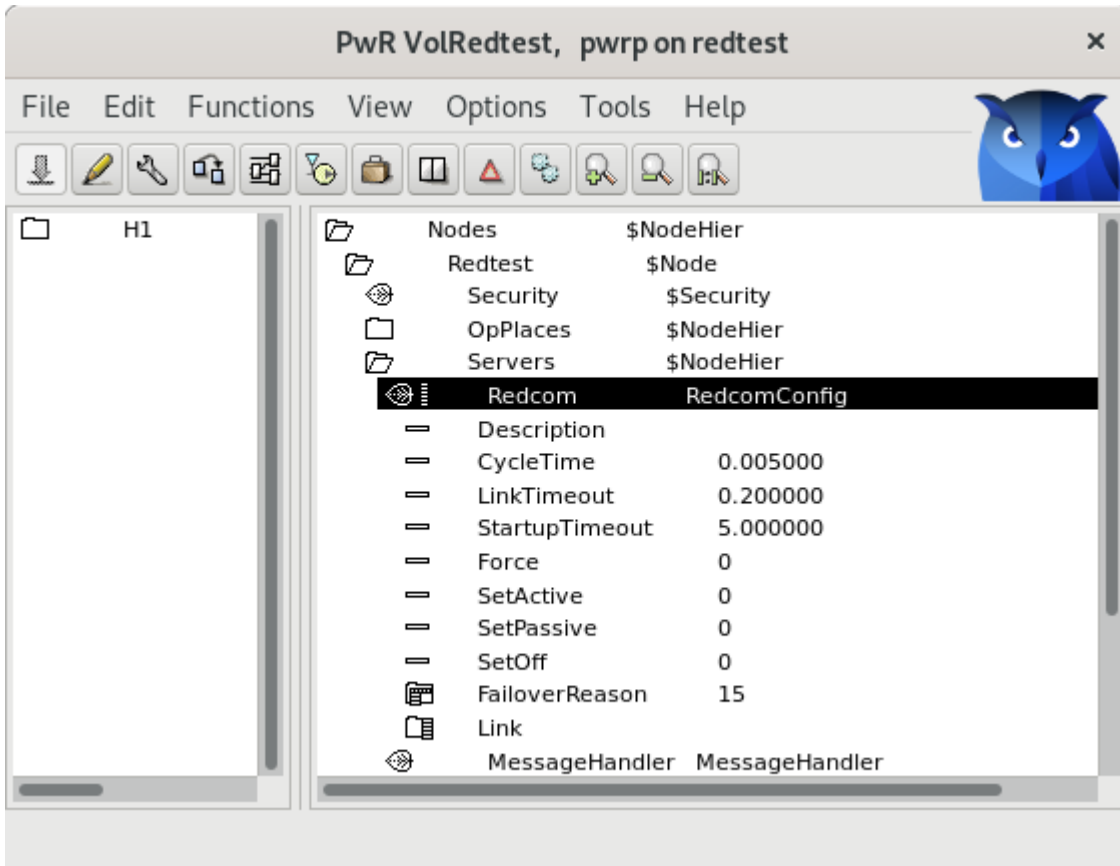 PwR VolRedtest, pwrp on redtest
File Edit Functions View Options Tools Help
H1
Nodes $NodeHier
Redtest $Node
Security $Security
OpPlaces $NodeHier
Servers $NodeHier
Redcom RedcomConfig
Description
CycleTime 0.005000
LinkTimeout 0.200000
StartupTimeout 5.000000
Force 0
SetActive 0
SetPassive 0
SetOff 0
FailoverReason 15
Link
MessageHandler MessageHandler